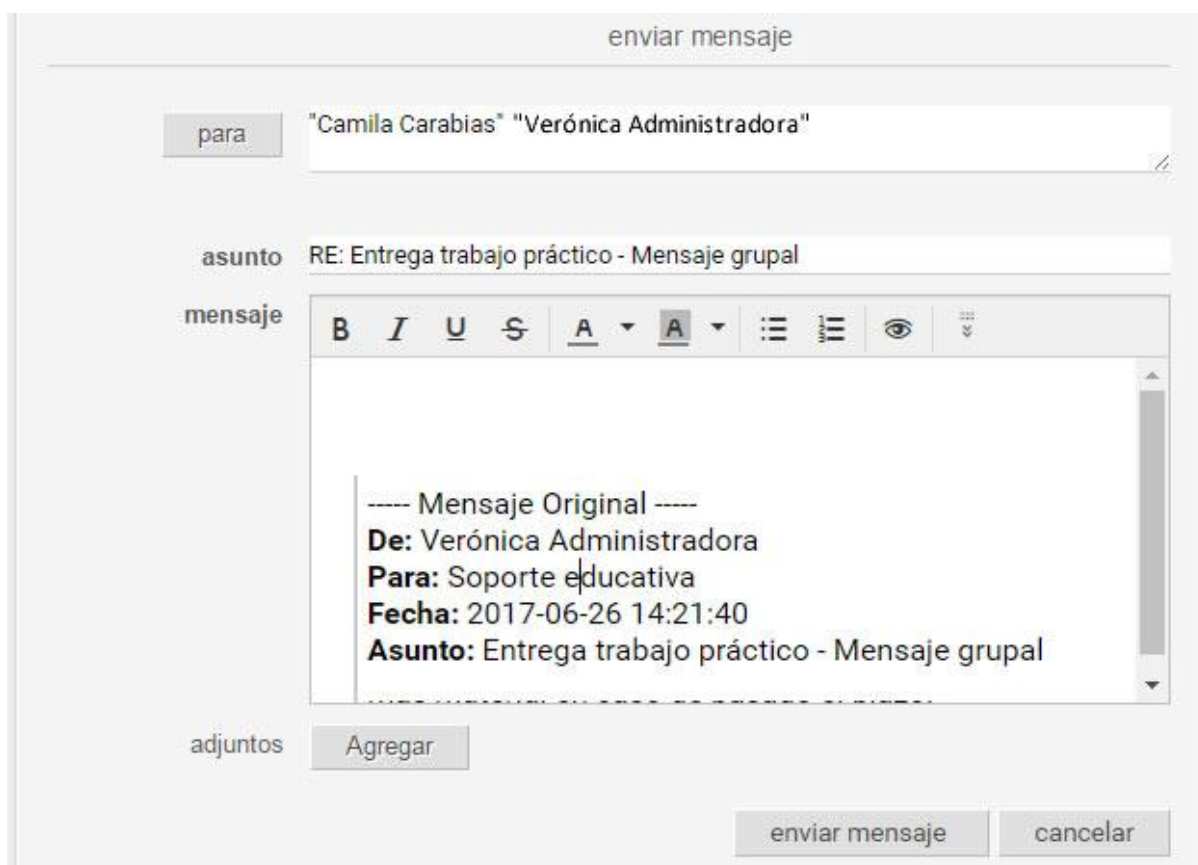 enviar mensaje
para "Camila Carabias" "Verónica Administradora"
asunto RE: Entrega trabajo práctico - Mensaje grupal
mensaje B I U S A A
----- Mensaje Original -----
De: Verónica Administradora
Para: Soporte educativa
Fecha: 2017-06-26 14:21:40
Asunto: Entrega trabajo práctico - Mensaje grupal
adjuntos Agregar
enviar mensaje cancelar